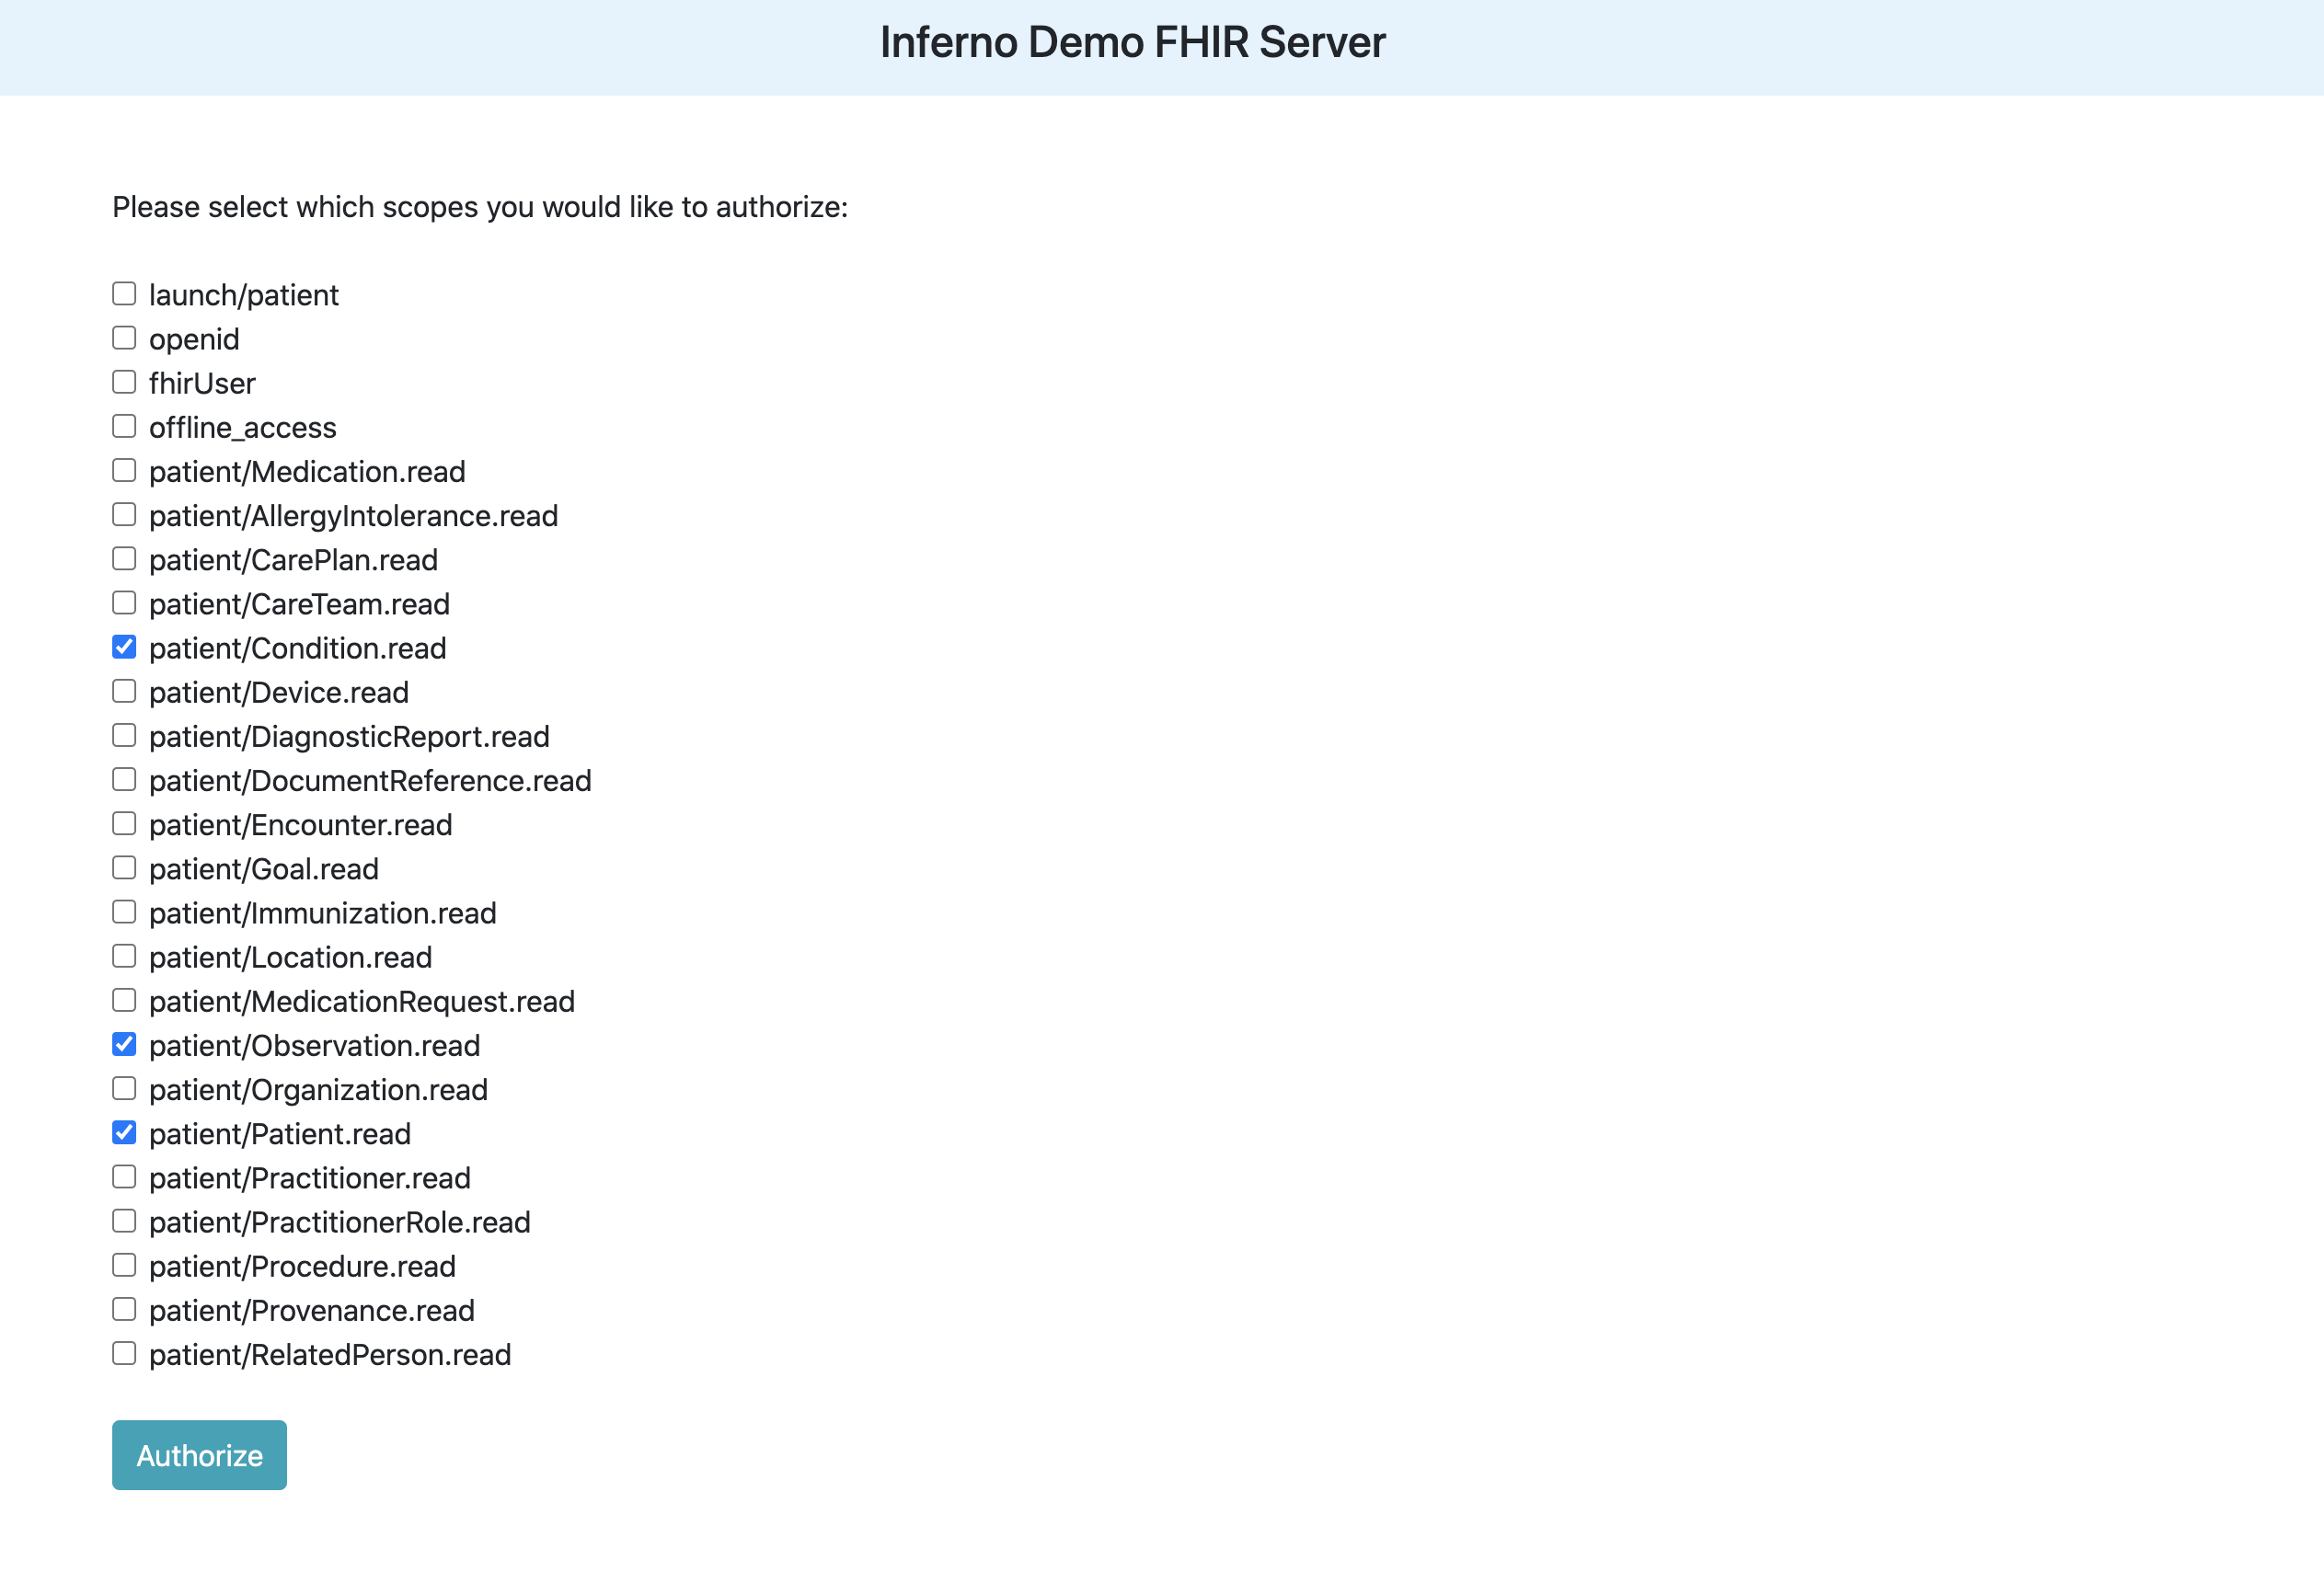 Inferno Demo FHIR Server
Please select which scopes you would like to authorize:
launch/patient
openid
fhirUser
offline_access
patient/Medication.read
patient/AllergyIntolerance.read
patient/CarePlan.read
patient/CareTeam.read
patient/Condition.read
patient/Device.read
patient/DiagnosticReport.read
patient/DocumentReference.read
patient/Encounter.read
patient/Goal.read
patient/Immunization.read
patient/Location.read
patient/MedicationRequest.read
patient/Observation.read
patient/Organization.read
patient/Patient.read
patient/Practitioner.read
patient/PractitionerRole.read
patient/Procedure.read
patient/Provenance.read
patient/RelatedPerson.read
Authorize